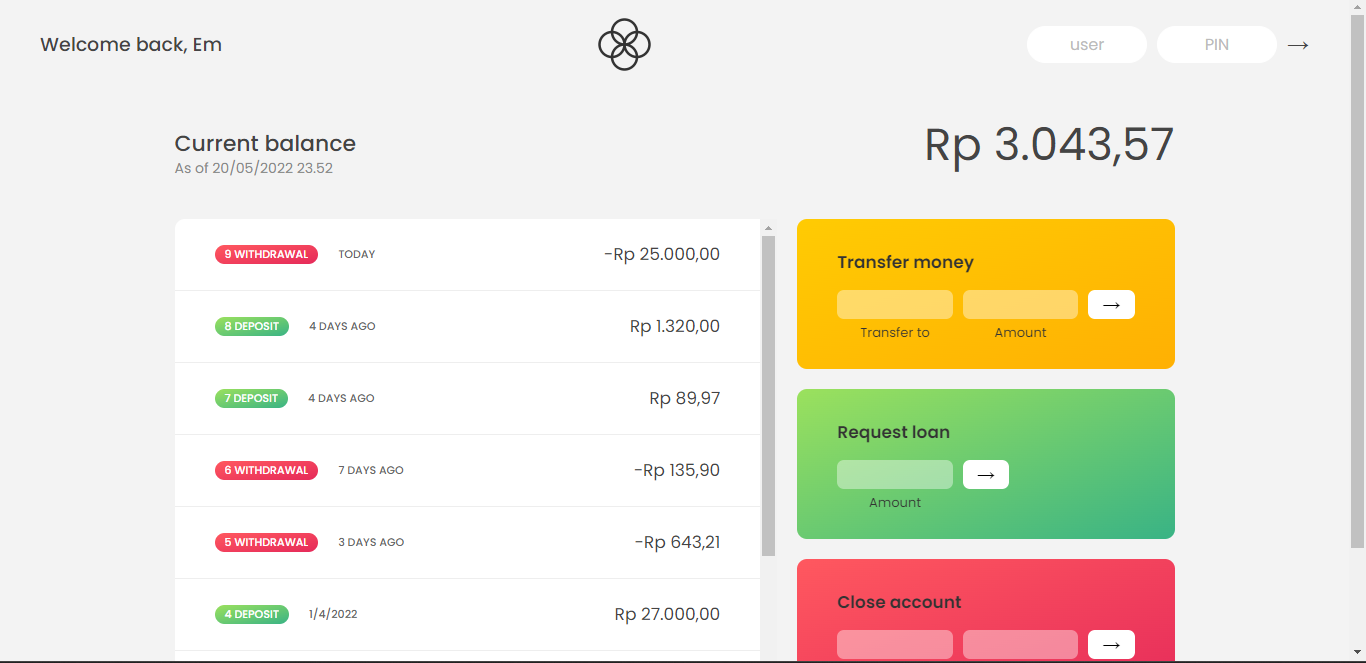 Welcome back, Em
user PIN →
Current balance
As of 20/05/2022 23.52
Rp 3.043,57
9 WITHDRAWAL TODAY -Rp 25.000,00
8 DEPOSIT 4 DAYS AGO Rp 1.320,00
7 DEPOSIT 4 DAYS AGO Rp 89,97
6 WITHDRAWAL 7 DAYS AGO -Rp 135,90
5 WITHDRAWAL 3 DAYS AGO -Rp 643,21
4 DEPOSIT 1/4/2022 Rp 27.000,00
Transfer money
→
Transfer to Amount
Request loan
→
Amount
Close account
→